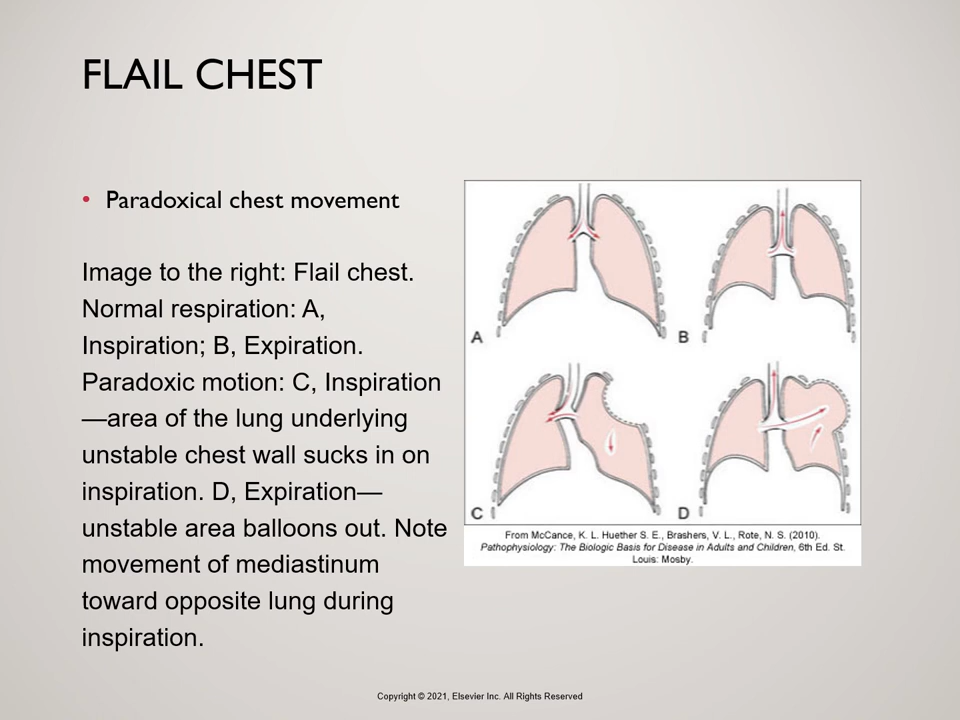 FLAIL CHEST
• Paradoxical chest movement
Image to the right: Flail chest.
Normal respiration: A,
Inspiration; B, Expiration.
Paradoxic motion: C, Inspiration
—area of the lung underlying
unstable chest wall sucks in on
inspiration. D, Expiration—
unstable area balloons out. Note
movement of mediastinum
toward opposite lung during
inspiration.
A
B
C
D
From McCance, K. L. Huether S. E., Brashers, V. L., Rote, N. S. (2010).
Pathophysiology: The Biologic Basis for Disease in Adults and Children, 6th Ed. St.
Louis: Mosby.
Copyright © 2021, Elsevier Inc. All Rights Reserved